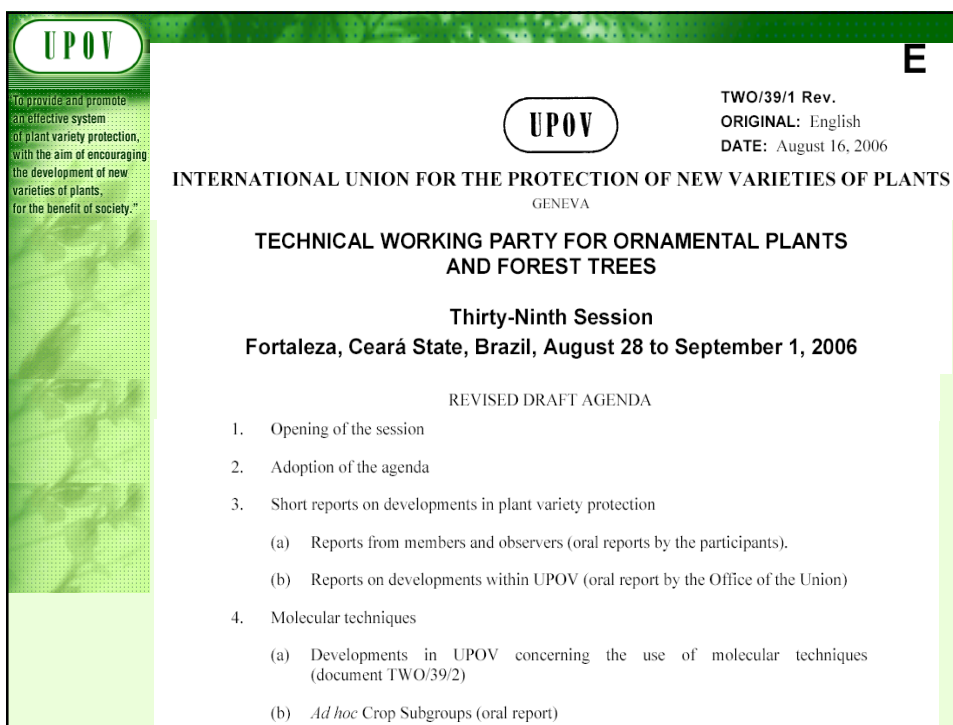 UPOV
"To provide and promote
an effective system
of plant variety protection,
with the aim of encouraging
the development of new
varieties of plants,
for the benefit of society."
E
UPOV
TWO/39/1 Rev.
ORIGINAL: English
DATE: August 16, 2006
INTERNATIONAL UNION FOR THE PROTECTION OF NEW VARIETIES OF PLANTS
GENEVA
TECHNICAL WORKING PARTY FOR ORNAMENTAL PLANTS
AND FOREST TREES
Thirty-Ninth Session
Fortaleza, Ceará State, Brazil, August 28 to September 1, 2006
REVISED DRAFT AGENDA
1. Opening of the session
2. Adoption of the agenda
3. Short reports on developments in plant variety protection
(a) Reports from members and observers (oral reports by the participants).
(b) Reports on developments within UPOV (oral report by the Office of the Union)
4. Molecular techniques
(a) Developments in UPOV concerning the use of molecular techniques
(document TWO/39/2)
(b) Ad hoc Crop Subgroups (oral report)